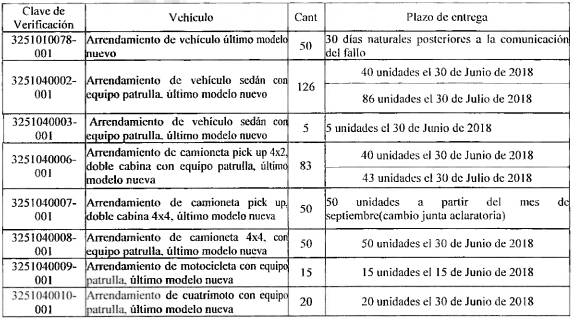 Clave de Verificación Vehículo Cant Plazo de entrega
3251010078-001 Arrendamiento de vehículo último modelo nuevo 50 30 días naturales posteriores a la comunicación del fallo
3251040002-001 Arrendamiento de vehículo sedán con equipo patrulla. último modelo nuevo 126 40 unidades el 30 de Junio de 2018
86 unidades el 30 de Julio de 2018
3251040003-001 Arrendamiento de vehículo sedán con equipo patrulla. último modelo nuevo 5 5 unidades el 30 de Junio de 2018
3251040006-001 Arrendamiento de camioneta pick up 4x2, doble cabina con equipo patrulla, último modelo nueva 83 40 unidades el 30 de Junio de 2018
43 unidades el 30 de Julio de 2018
3251040007-001 Arrendamiento de camioneta pick up, doble cabina 4x4, último modelo nueva 50 50 unidades a partir del mes de septiembre(cambio junta aclaratoria)
3251040008-001 Arrendamiento de camioneta 4x4, con equipo patrulla. último modelo nueva 50 50 unidades el 30 de Junio de 2018
3251040009-001 Arrendamiento de motocicleta con equipo patrulla, último modelo nueva 15 15 unidades el 15 de Junio de 2018
3251040010-001 Arrendamiento de cuatrimoto con equipo patrulla, último modelo nueva 20 20 unidades el 30 de Junio de 2018